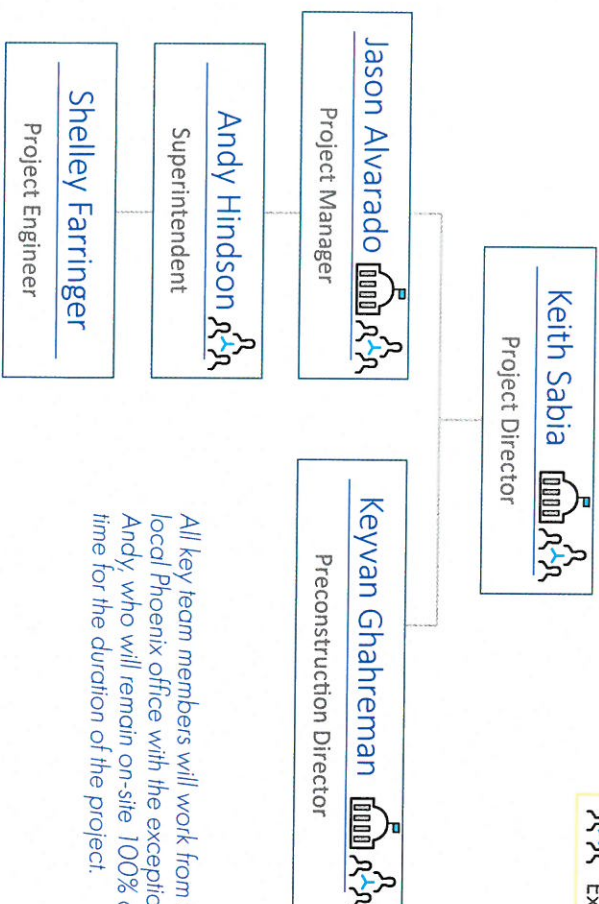 Keith Sabia
Project Director
Jason Alvarado
Project Manager
Andy Hindson
Superintendent
Shelley Farringer
Project Engineer
Keyvan Ghahreman
Preconstruction Director
All key team members will work from
local Phoenix office with the
Andy, who will remain on-site 100%
time for the duration of the project.